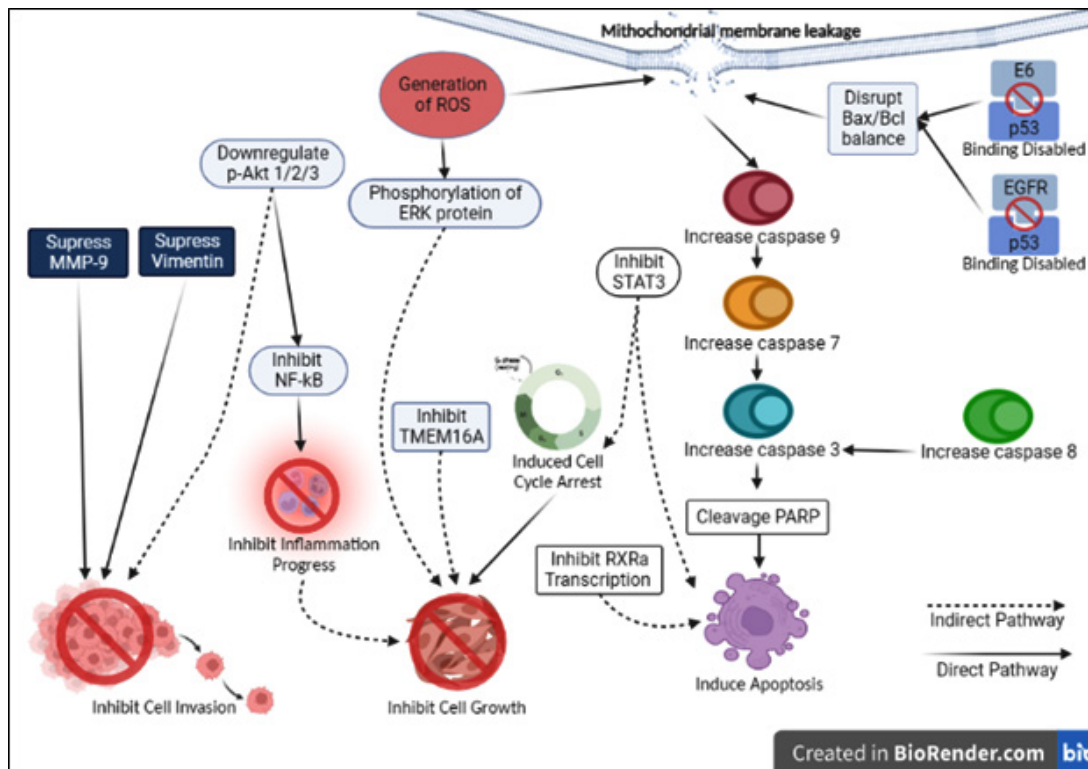 Mithochondrial membrane leakage
Generation
of ROS
E6
p53
Binding Disabled
Disrupt
Bax/Bcl
balance
Downregulate
p-Akt 1/2/3
Phosphorylation of
ERK protein
EGFR
p53
Binding Disabled
Supress
MMP-9
Supress
Vimentin
Increase caspase 9
Inhibit
STAT3
Increase caspase 7
Inhibit
NF-kB
Inhibit
TMEM16A
G₁
S
G₂
M
Induced Cell
Cycle Arrest
Increase caspase 3
Increase caspase 8
Cleavage PARP
Inhibit Inflammation
Progress
Inhibit RXRa
Transcription
Indirect Pathway
Direct Pathway
Inhibit Cell Invasion
Inhibit Cell Growth
Induce Apoptosis
Created in BioRender.com